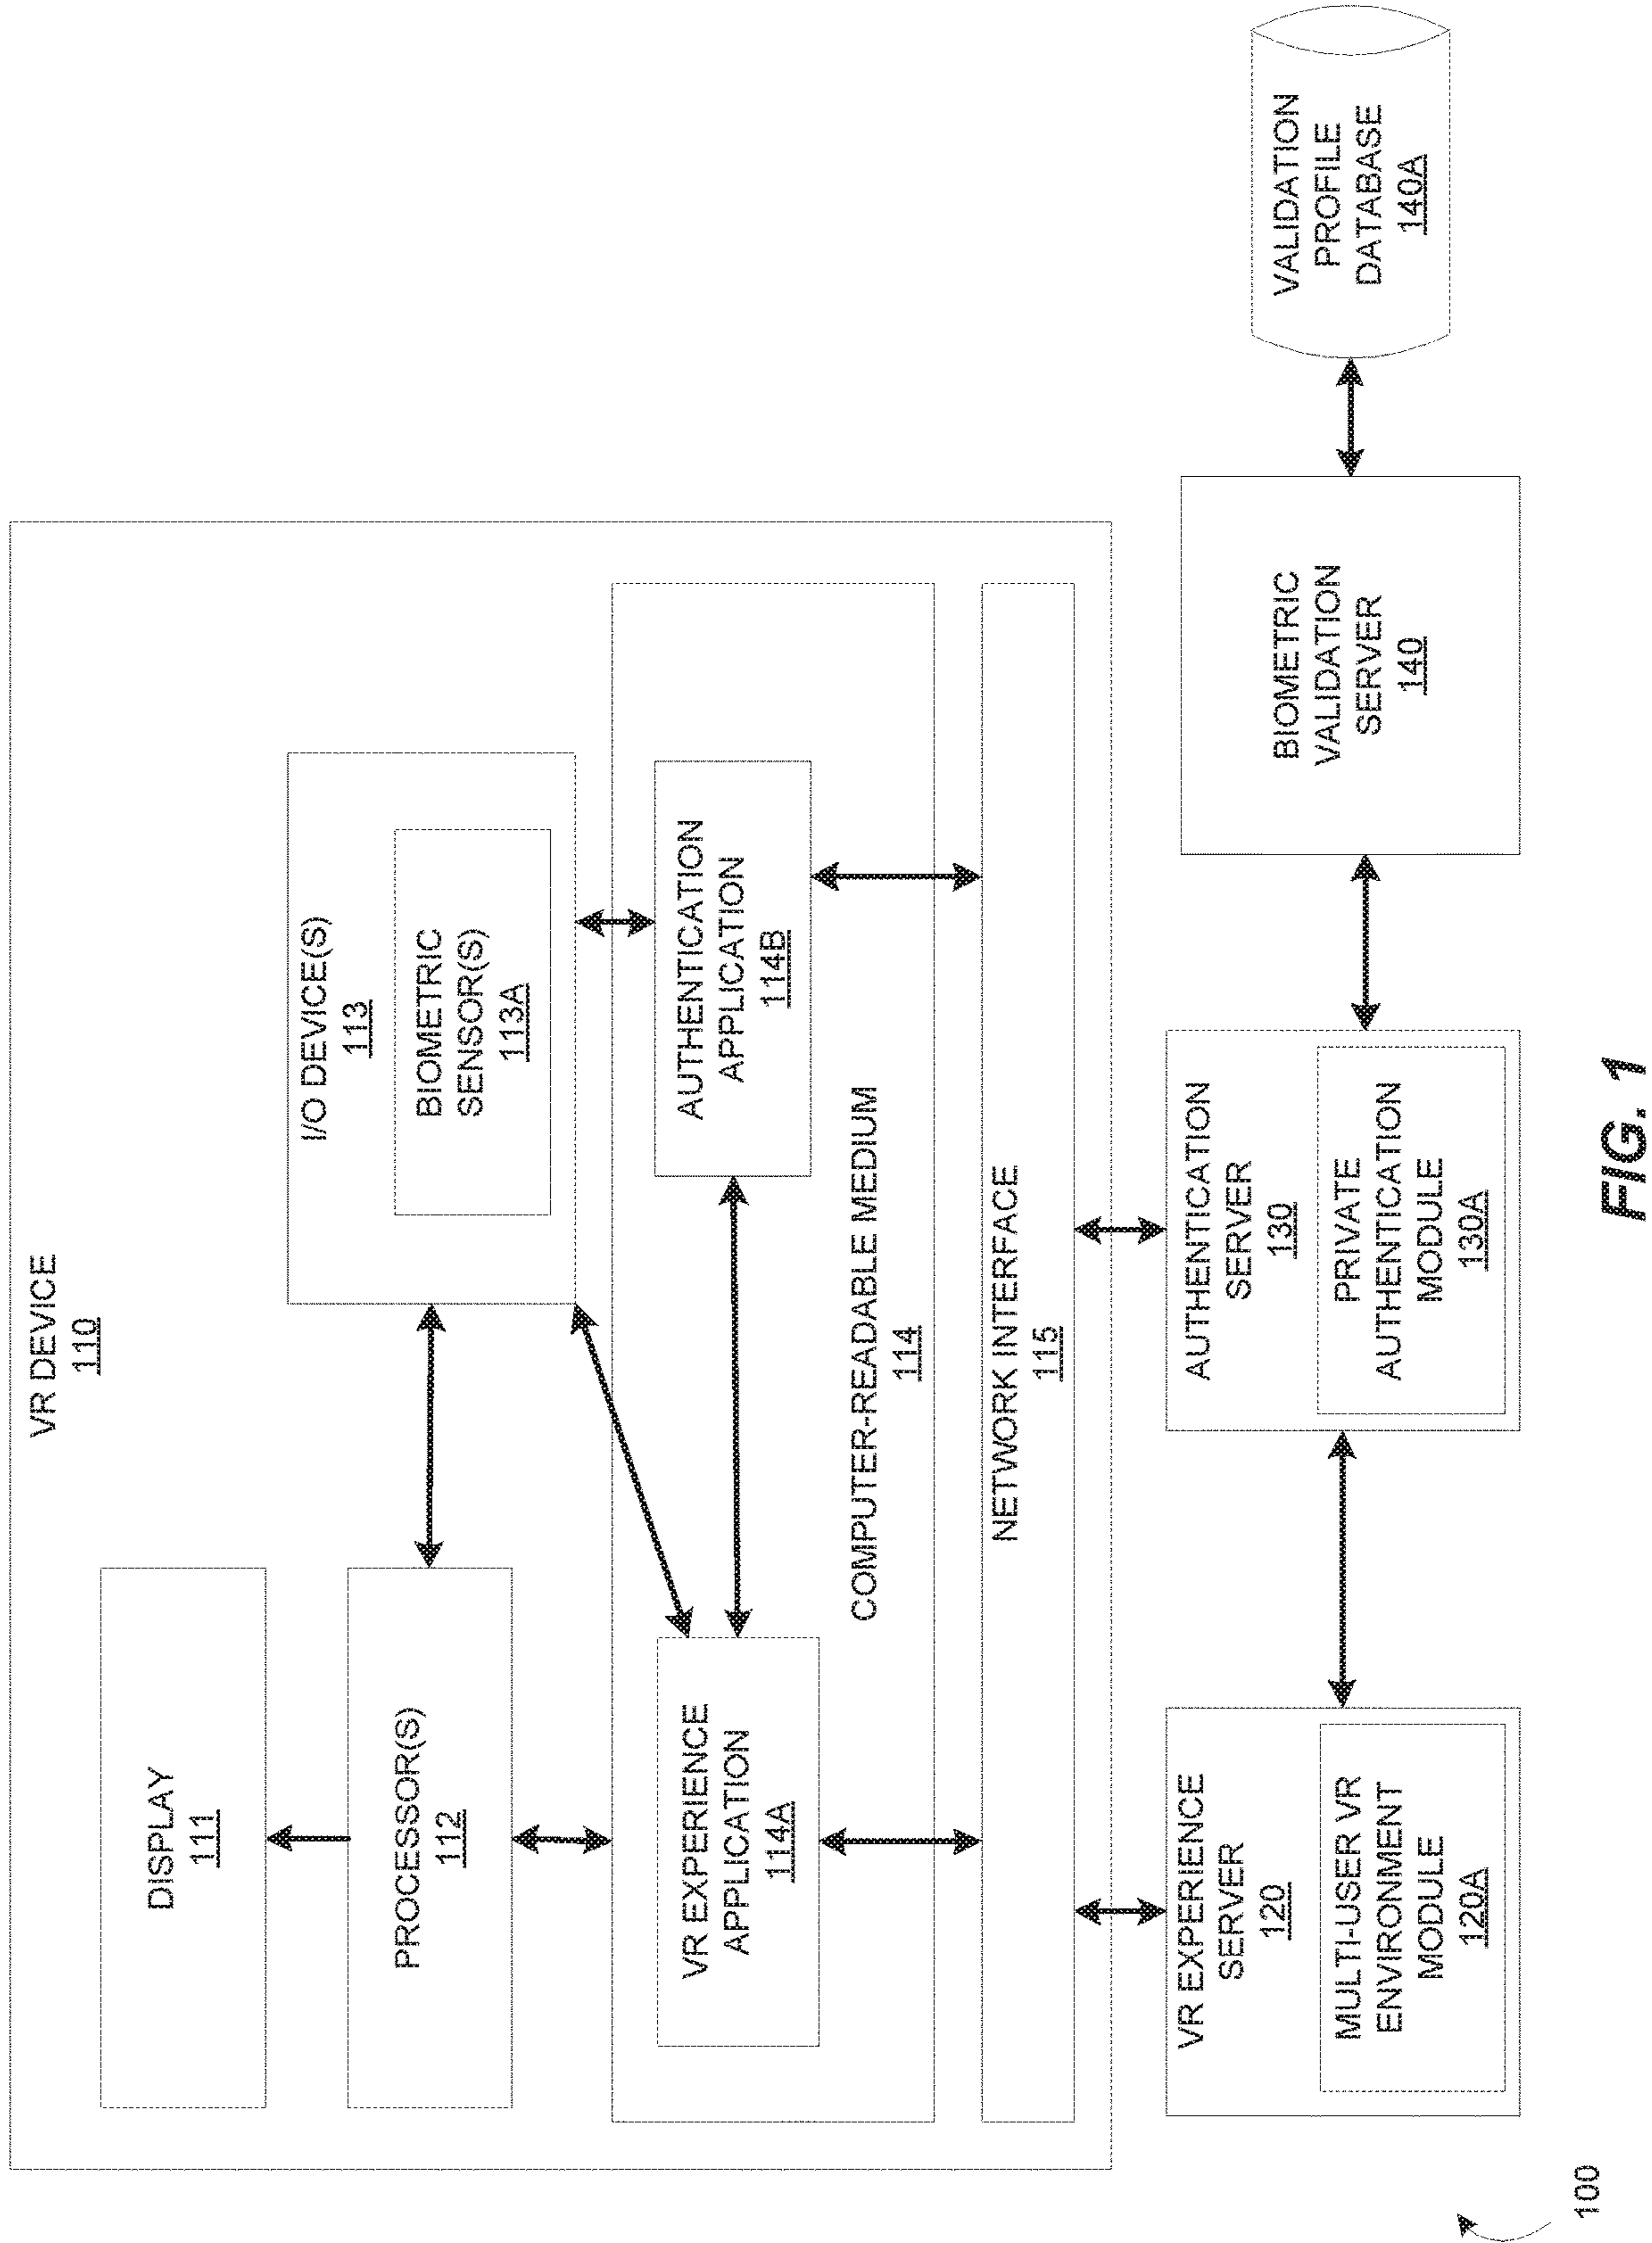 VR DEVICE
110
DISPLAY
111
PROCESSOR(S)
112
I/O DEVICE(S)
113
BIOMETRIC
SENSOR(S)
113A
VR EXPERIENCE
APPLICATION
114A
AUTHENTICATION
APPLICATION
114B
COMPUTER-READABLE MEDIUM
114
NETWORK INTERFACE
115
VR EXPERIENCE
SERVER
120
MULTI-USER VR
ENVIRONMENT
MODULE
120A
AUTHENTICATION
SERVER
130
PRIVATE
AUTHENTICATION
MODULE
130A
BIOMETRIC
VALIDATION
SERVER
140
VALIDATION
PROFILE
DATABASE
140A
100
FIG. 1